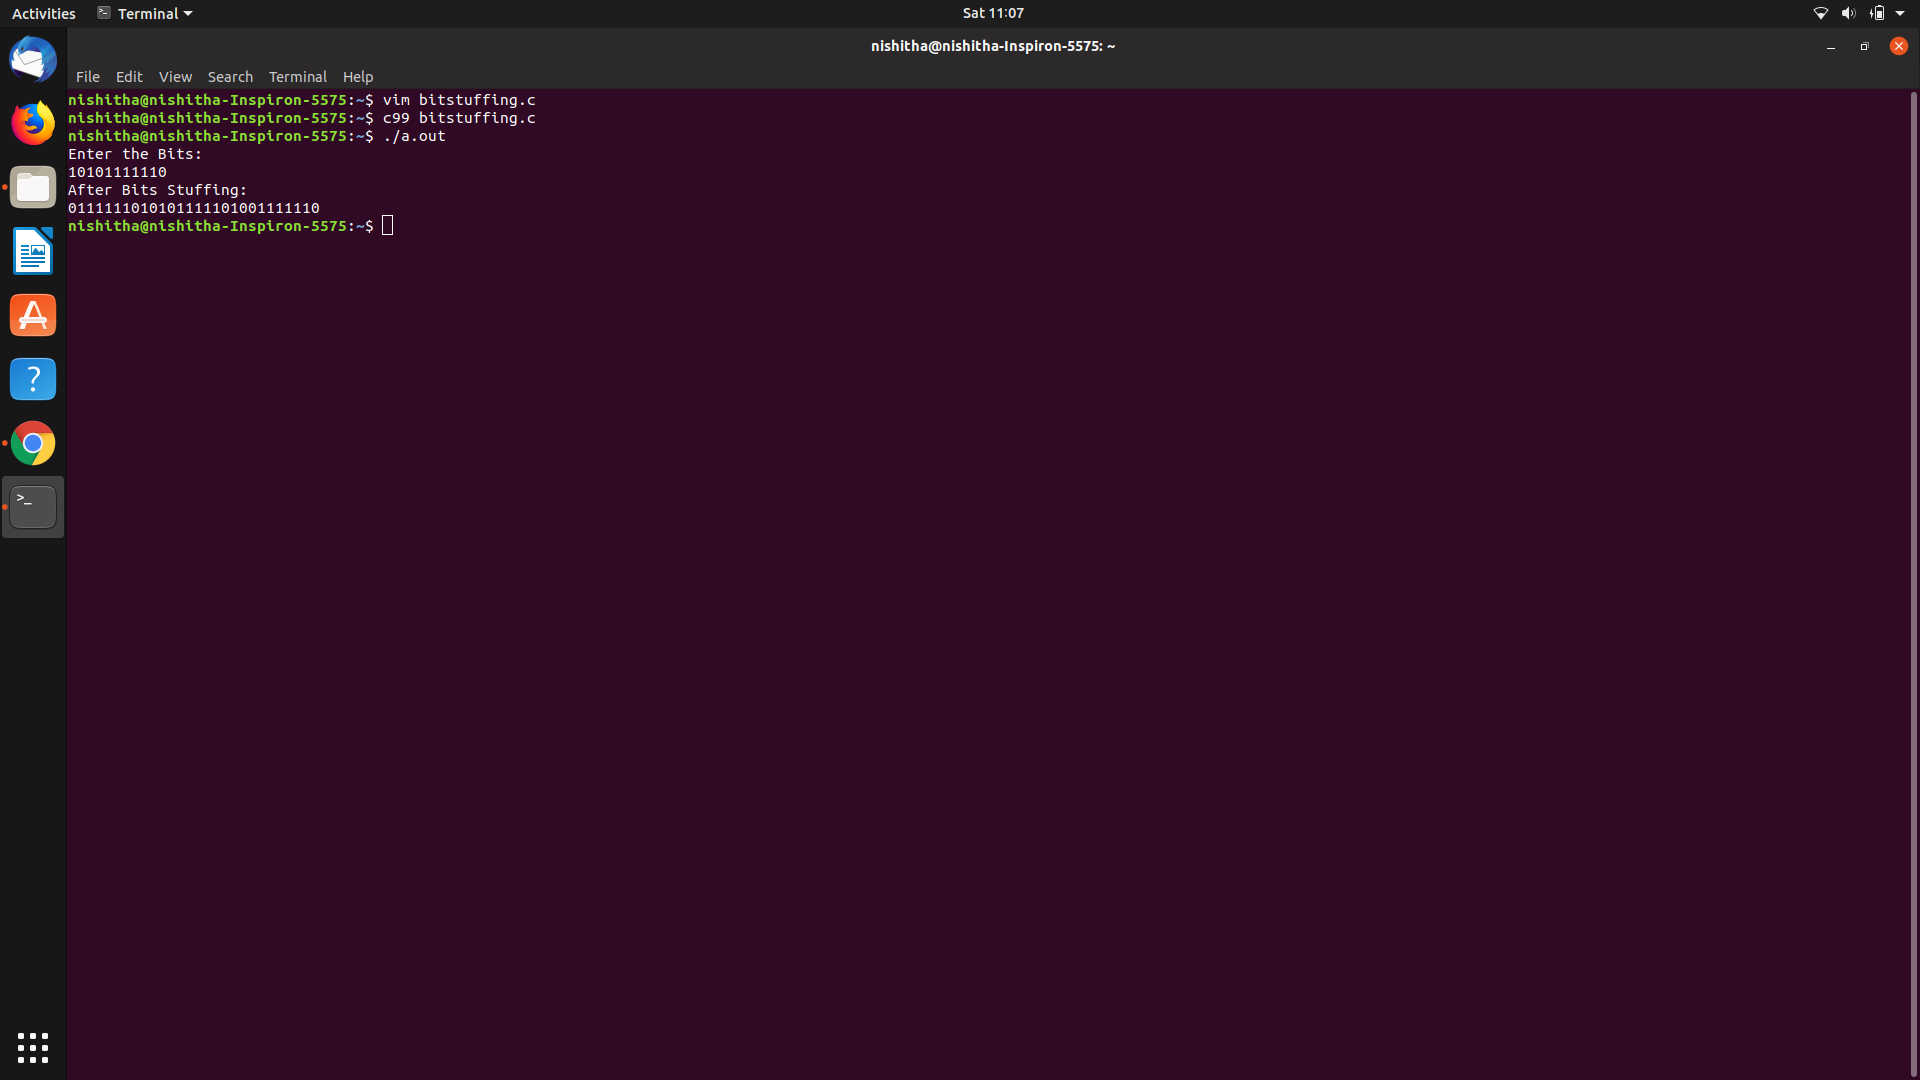 Activities Terminal Sat 11:07
nishitha@nishitha-Inspiron-5575: ~
File Edit View Search Terminal Help
nishitha@nishitha-Inspiron-5575:~$ vim bitstuffing.c
nishitha@nishitha-Inspiron-5575:~$ c99 bitstuffing.c
nishitha@nishitha-Inspiron-5575:~$ ./a.out
Enter the Bits:
10101111110
After Bits Stuffing:
0111111010101111101001111110
nishitha@nishitha-Inspiron-5575:~$